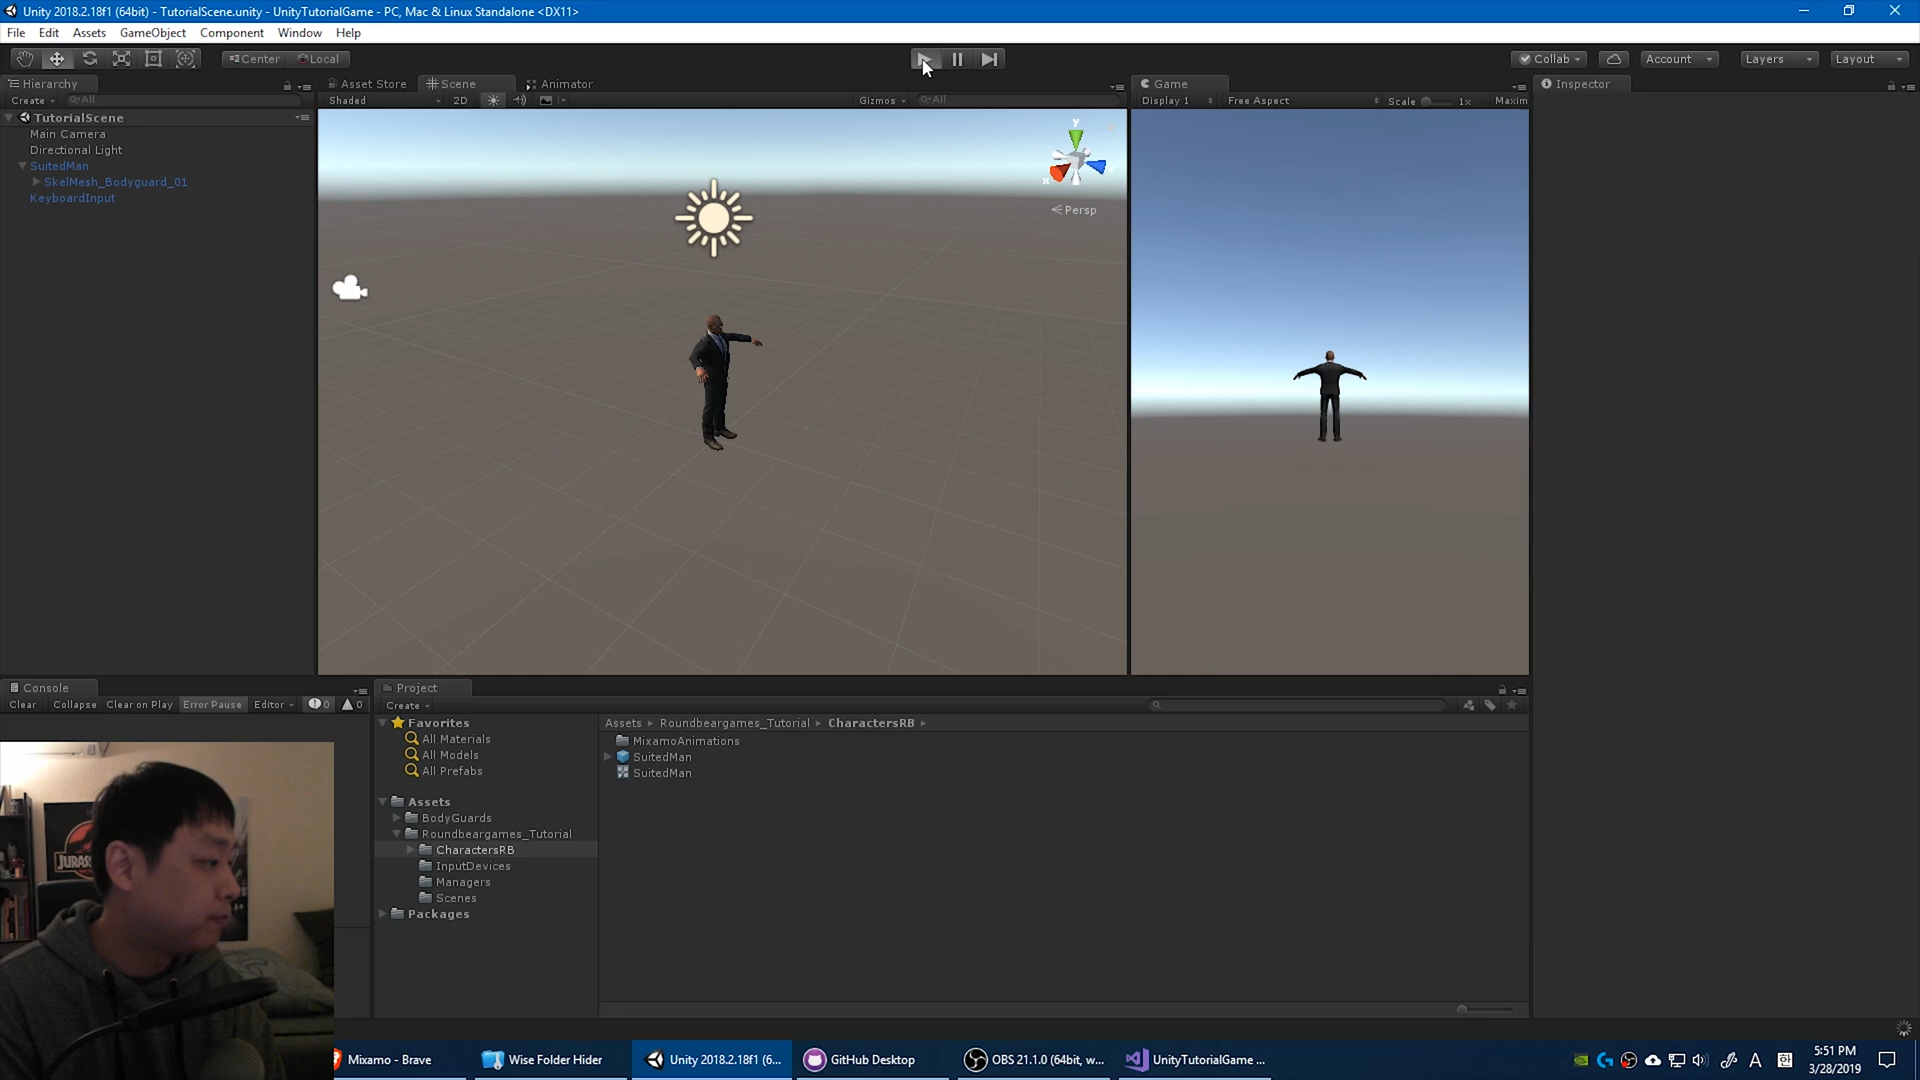 Unity 2018.2.18f1 (64bit) - TutorialScene.unity - UnityTutorialGame - PC, Mac & Linux Standalone <DX11>
File Edit Assets GameObject Component Window Help
Center Local Collab Account Layers Layout
Hierarchy Asset Store Scene Animator Game Inspector
Create All Shaded 2D Gizmos All Display 1 Free Aspect Scale 1x Maxim
TutorialScene
Main Camera
Directional Light
SuitedMan
SkelMesh_Bodyguard_01
KeyboardInput
y
x
Persp
Console Project
Clear Collapse Clear on Play Error Pause Editor 0 0 Create
Favorites
All Materials
All Models
All Prefabs
Assets
BodyGuards
Roundbeargames_Tutorial
CharactersRB
InputDevices
Managers
Scenes
Packages
Assets Roundbeargames_Tutorial CharactersRB
MixamoAnimations
SuitedMan
SuitedMan
Mixamo - Brave Wise Folder Hider Unity 2018.2.18f1 (6... GitHub Desktop OBS 21.1.0 (64bit, w... UnityTutorialGame ...
A 한 5:51 PM
3/28/2019